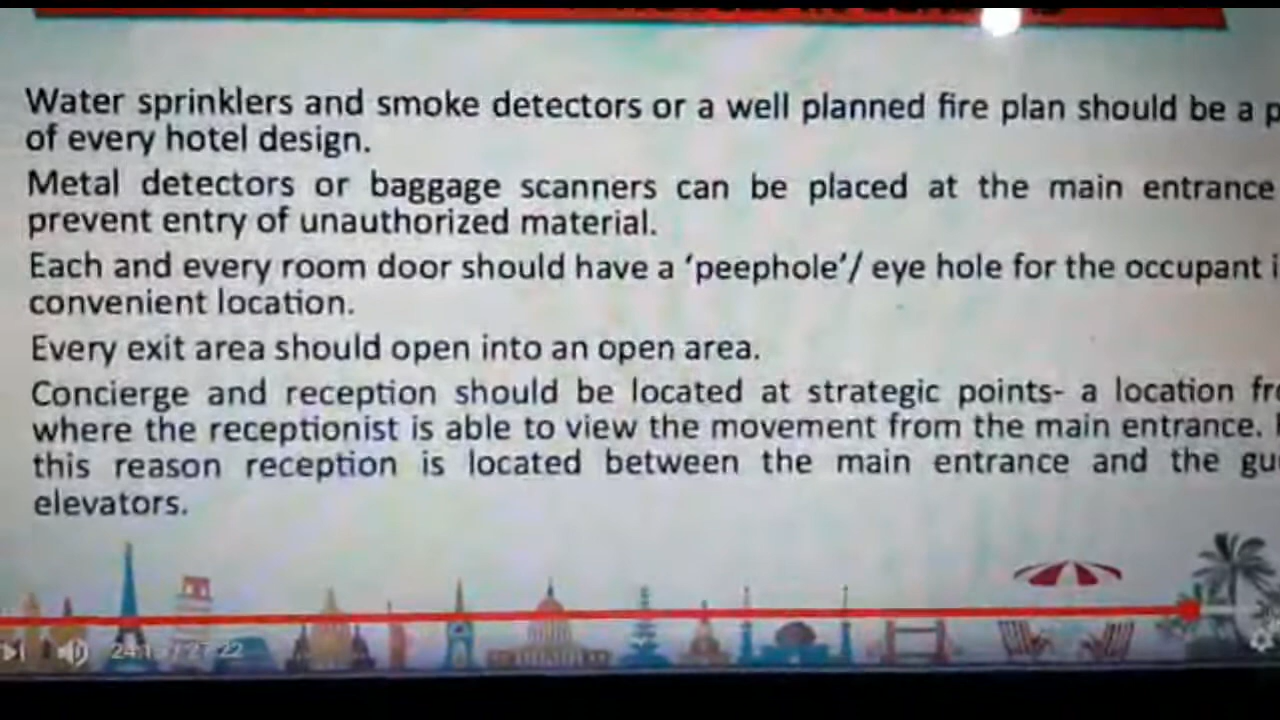 Water sprinklers and smoke detectors or a well planned fire plan should be a
of every hotel design.
Metal detectors or baggage scanners can be placed at the main entrance
prevent entry of unauthorized material.
Each and every room door should have a ‘peephole’/ eye hole for the occupant
convenient location.
Every exit area should open into an open area.
Concierge and reception should be located at strategic points- a location
where the receptionist is able to view the movement from the main entrance.
this reason reception is located between the main entrance and the
elevators.